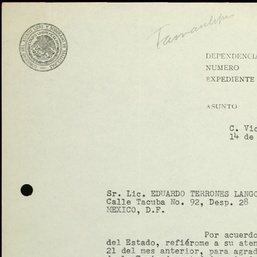 Tamaulipas
DEPENDENCIA
NUMERO
EXPEDIENTE
ASUNTO:
C. Vic
14 de
Sr. Lic. EDUARDO TERRONES LANGO
Calle Tacuba No. 92, Desp. 28
MEXICO, D.F.
Por acuerdo
del Estado, refiérome a su aten
21 del mes anterior, para agrad